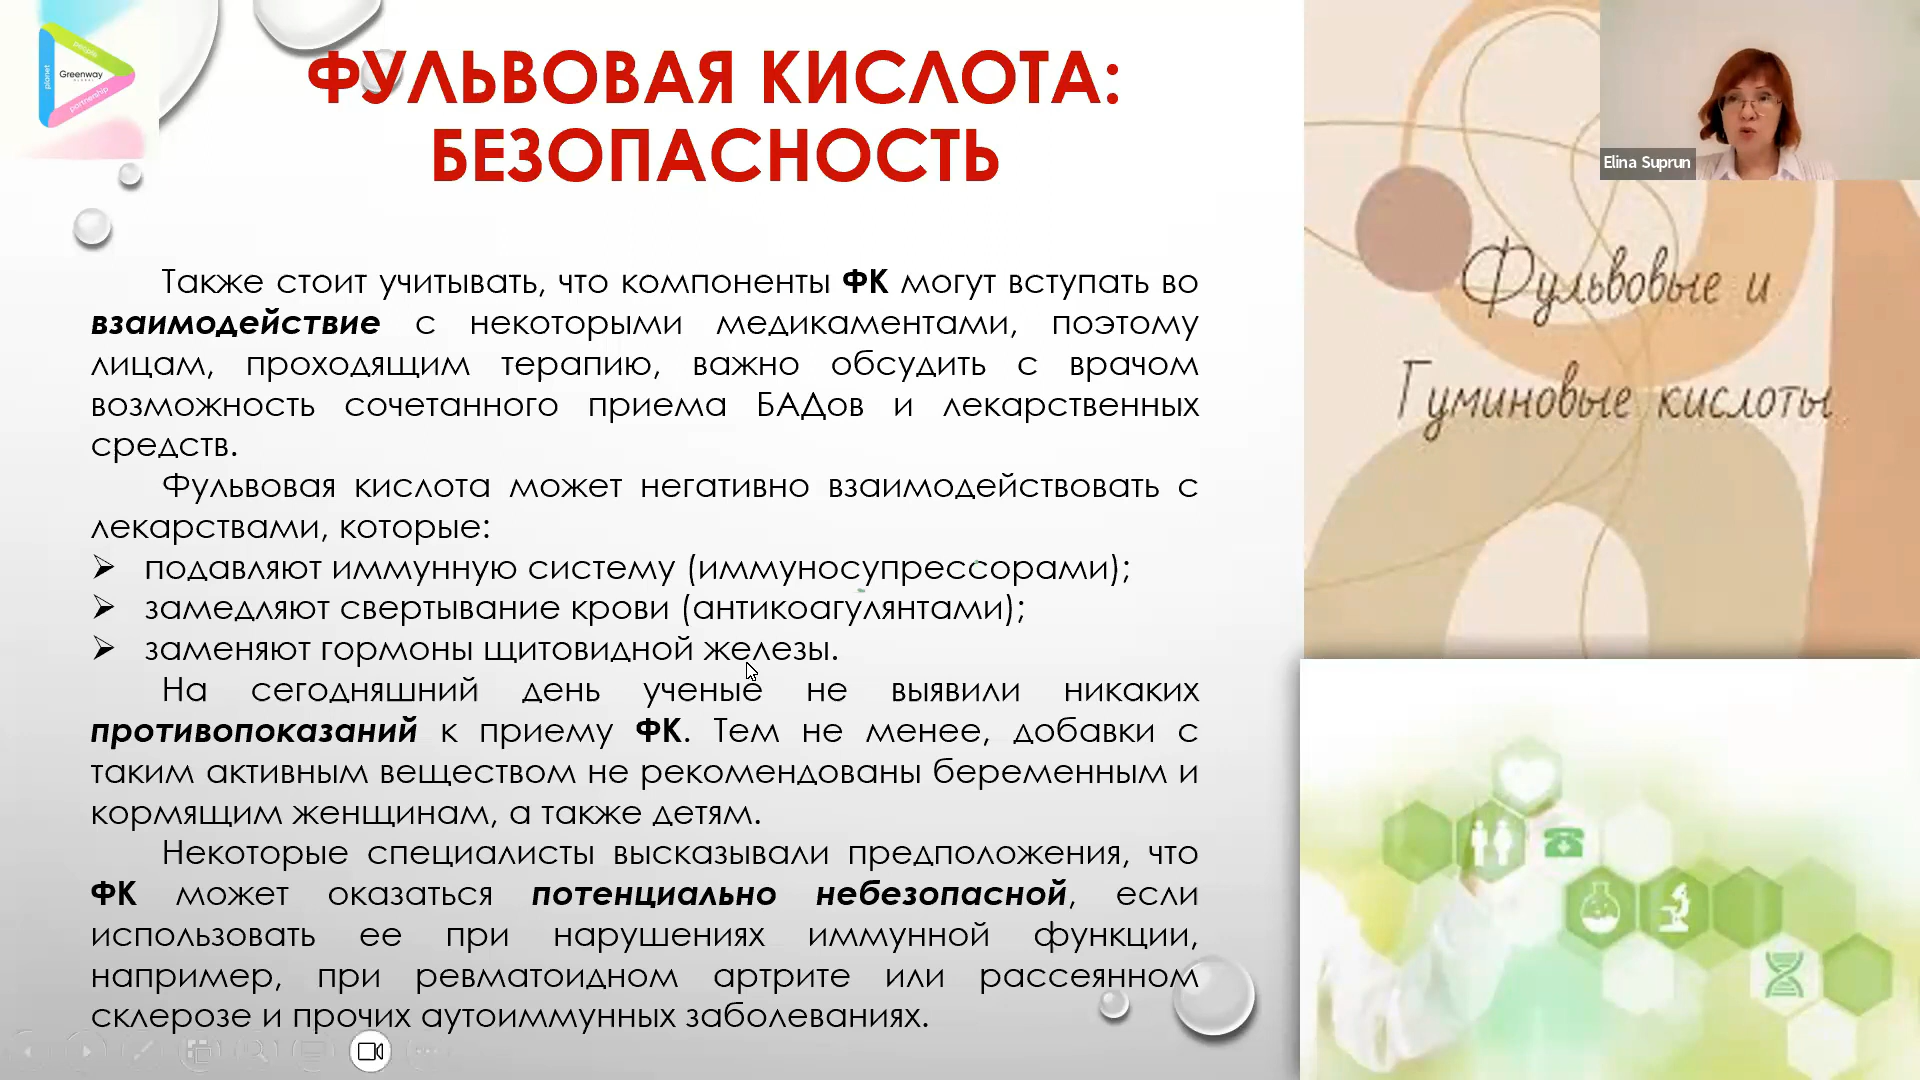 people
planet
Greenway
GLOBAL
partnership
ФУЛЬВОВАЯ КИСЛОТА:
БЕЗОПАСНОСТЬ
Elina Suprun
Также стоит учитывать, что компоненты ФК могут вступать во
взаимодействие с некоторыми медикаментами, поэтому
лицам, проходящим терапию, важно обсудить с врачом
возможность сочетанного приема БАДов и лекарственных
средств.
Фульвовая кислота может негативно взаимодействовать с
лекарствами, которые:
подавляют иммунную систему (иммуносупрессорами);
замедляют свертывание крови (антикоагулянтами);
заменяют гормоны щитовидной железы.
На сегодняшний день ученые не выявили никаких
противопоказаний к приему ФК. Тем не менее, добавки с
таким активным веществом не рекомендованы беременным и
кормящим женщинам, а также детям.
Некоторые специалисты высказывали предположения, что
ФК может оказаться потенциально небезопасной, если
использовать ее при нарушениях иммунной функции,
например, при ревматоидном артрите или рассеянном
склерозе и прочих аутоиммунных заболеваниях.
Фульвовые и
Гуминовые кислоты